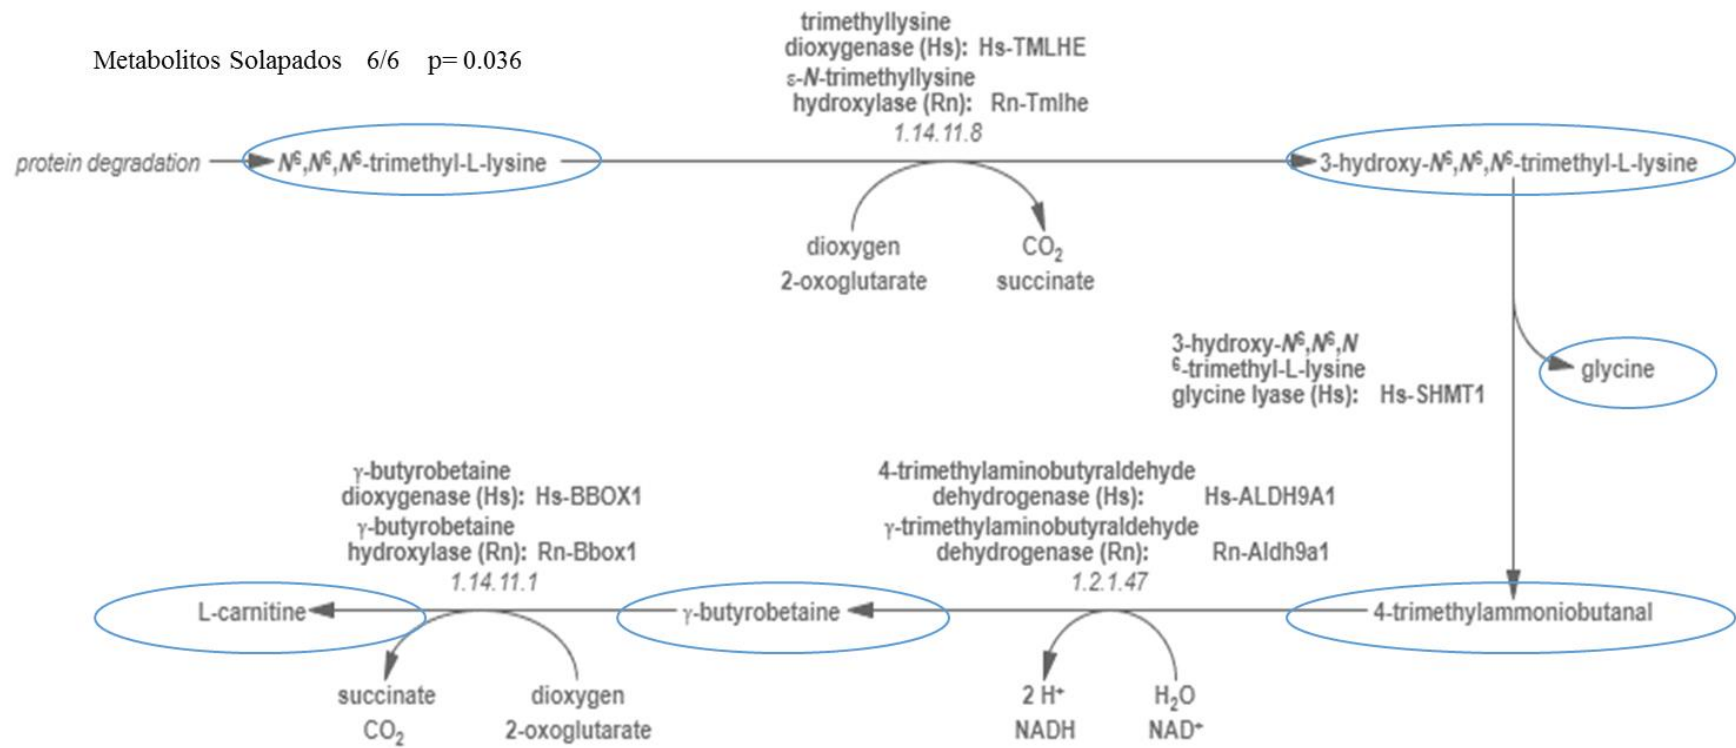 Metabolitos Solapados 6/6 p= 0.036
trimethyllysine
dioxygenase (Hs): Hs-TMLHE
ε-N-trimethyllysine
hydroxylase (Rn): Rn-Tmlhe
1.14.11.8
protein degradation
N⁶,N⁶,N⁶-trimethyl-L-lysine
3-hydroxy-N⁶,N⁶,N⁶-trimethyl-L-lysine
dioxygen
2-oxoglutarate
CO₂
succinate
3-hydroxy-N⁶,N⁶,N
⁶-trimethyl-L-lysine
glycine lyase (Hs): Hs-SHMT1
glycine
γ-butyrobetaine
dioxygenase (Hs): Hs-BBOX1
γ-butyrobetaine
hydroxylase (Rn): Rn-Bbox1
1.14.11.1
4-trimethylaminobutyraldehyde
dehydrogenase (Hs): Hs-ALDH9A1
γ-trimethylaminobutyraldehyde
dehydrogenase (Rn): Rn-Aldh9a1
1.2.1.47
L-carnitine
γ-butyrobetaine
4-trimethylammoniobutanal
succinate
CO₂
dioxygen
2-oxoglutarate
2 H⁺
NADH
H₂O
NAD⁺